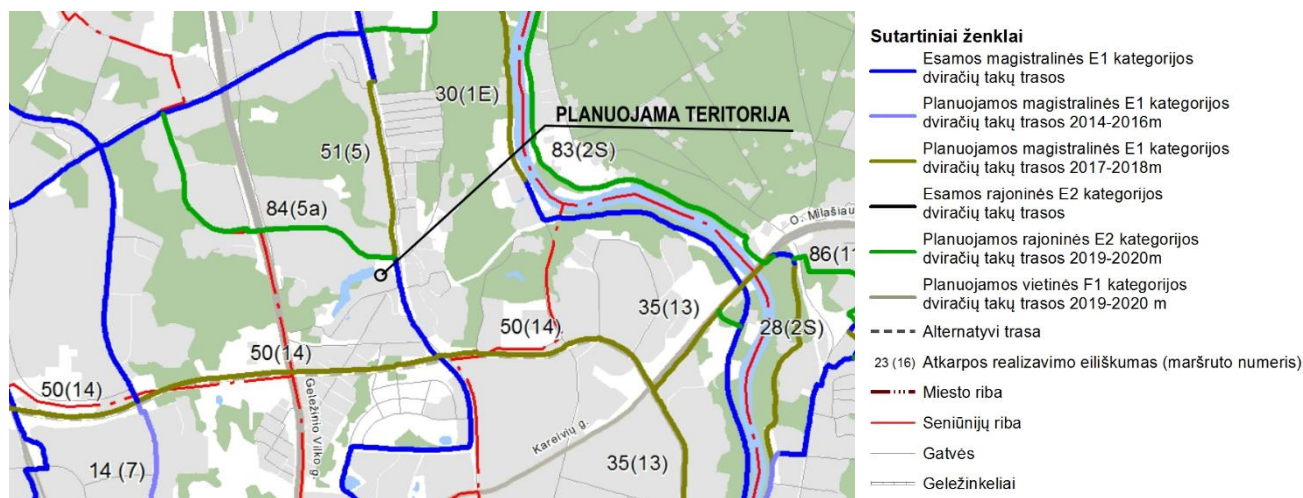 30(1E)
PLANUOJAMA TERITORIJA
51(5)
83(2S)
84(5a)
O. Milašiau
86(11
35(13)
28(2S)
50(14)
50(14)
50(14)
Geležinio Vilko g.
Kareivių g.
14 (7)
35(13)
Sutartiniai ženklai
Esamos magistralinės E1 kategorijos
dviračių takų trasos
Planuojamos magistralinės E1 kategorijos
dviračių takų trasos 2014-2016m
Planuojamos magistralinės E1 kategorijos
dviračių takų trasos 2017-2018m
Esamos rajoninės E2 kategorijos
dviračių takų trasos
Planuojamos rajoninės E2 kategorijos
dviračių takų trasos 2019-2020m
Planuojamos vietinės F1 kategorijos
dviračių takų trasos 2019-2020 m
Alternatyvi trasa
23 (16) Atkarpos realizavimo eiliškumas (maršruto numeris)
Miesto riba
Seniūnijų riba
Gatvės
Geležinkeliai